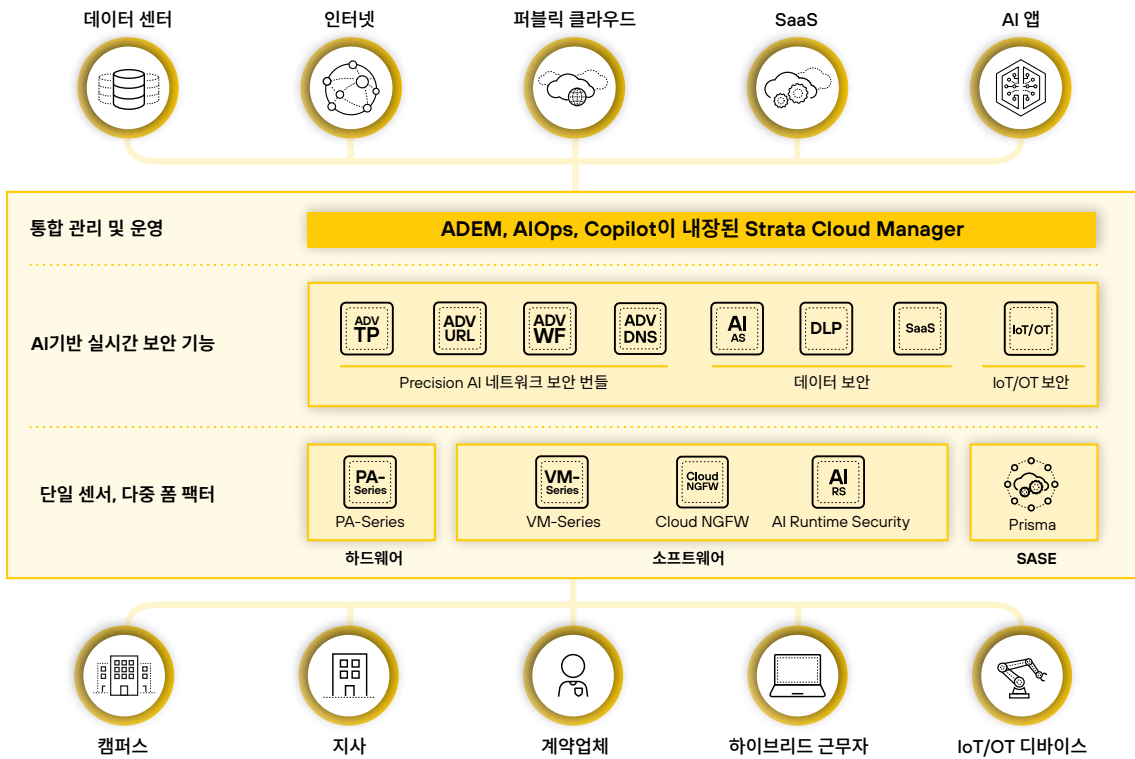 데이터 센터
인터넷
퍼블릭 클라우드
SaaS
AI 앱
통합 관리 및 운영
ADEM, AIOps, Copilot이 내장된 Strata Cloud Manager
AI기반 실시간 보안 기능
ADV
TP
ADV
URL
ADV
WF
ADV
DNS
AI
AS
DLP
SaaS
IoT/OT
Precision AI 네트워크 보안 번들
데이터 보안
IoT/OT 보안
단일 센서, 다중 폼 팩터
PA-
Series
PA-Series
VM-
Series
VM-Series
Cloud
NGFW
Cloud NGFW
AI
RS
AI Runtime Security
Prisma
하드웨어
소프트웨어
SASE
캠퍼스
지사
계약업체
하이브리드 근무자
IoT/OT 디바이스